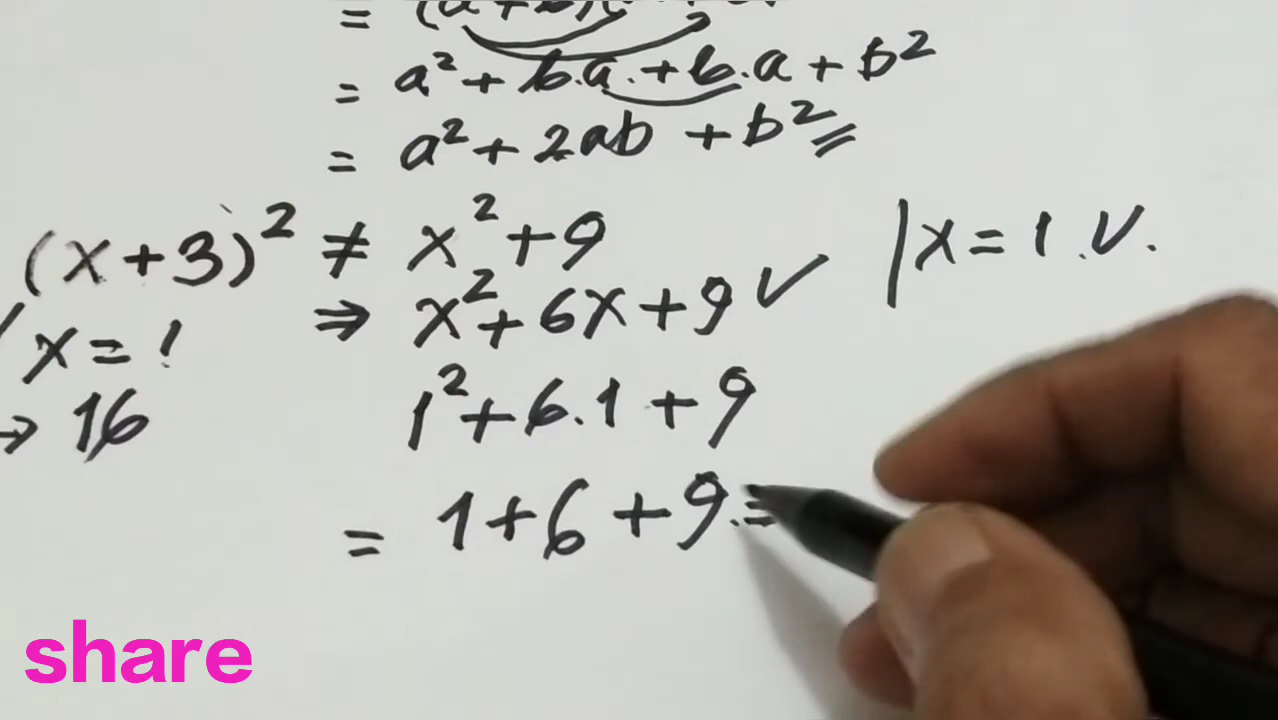 = (a+b)(
= a² + b.a. + b.a + b²
= a² + 2ab + b²
(x+3)² ≠ x² + 9 | x = 1 .V.
⇒ x² + 6x + 9 ✓
x = !
1² + 6.1 + 9
→ 16
= 1 + 6 + 9. =
share